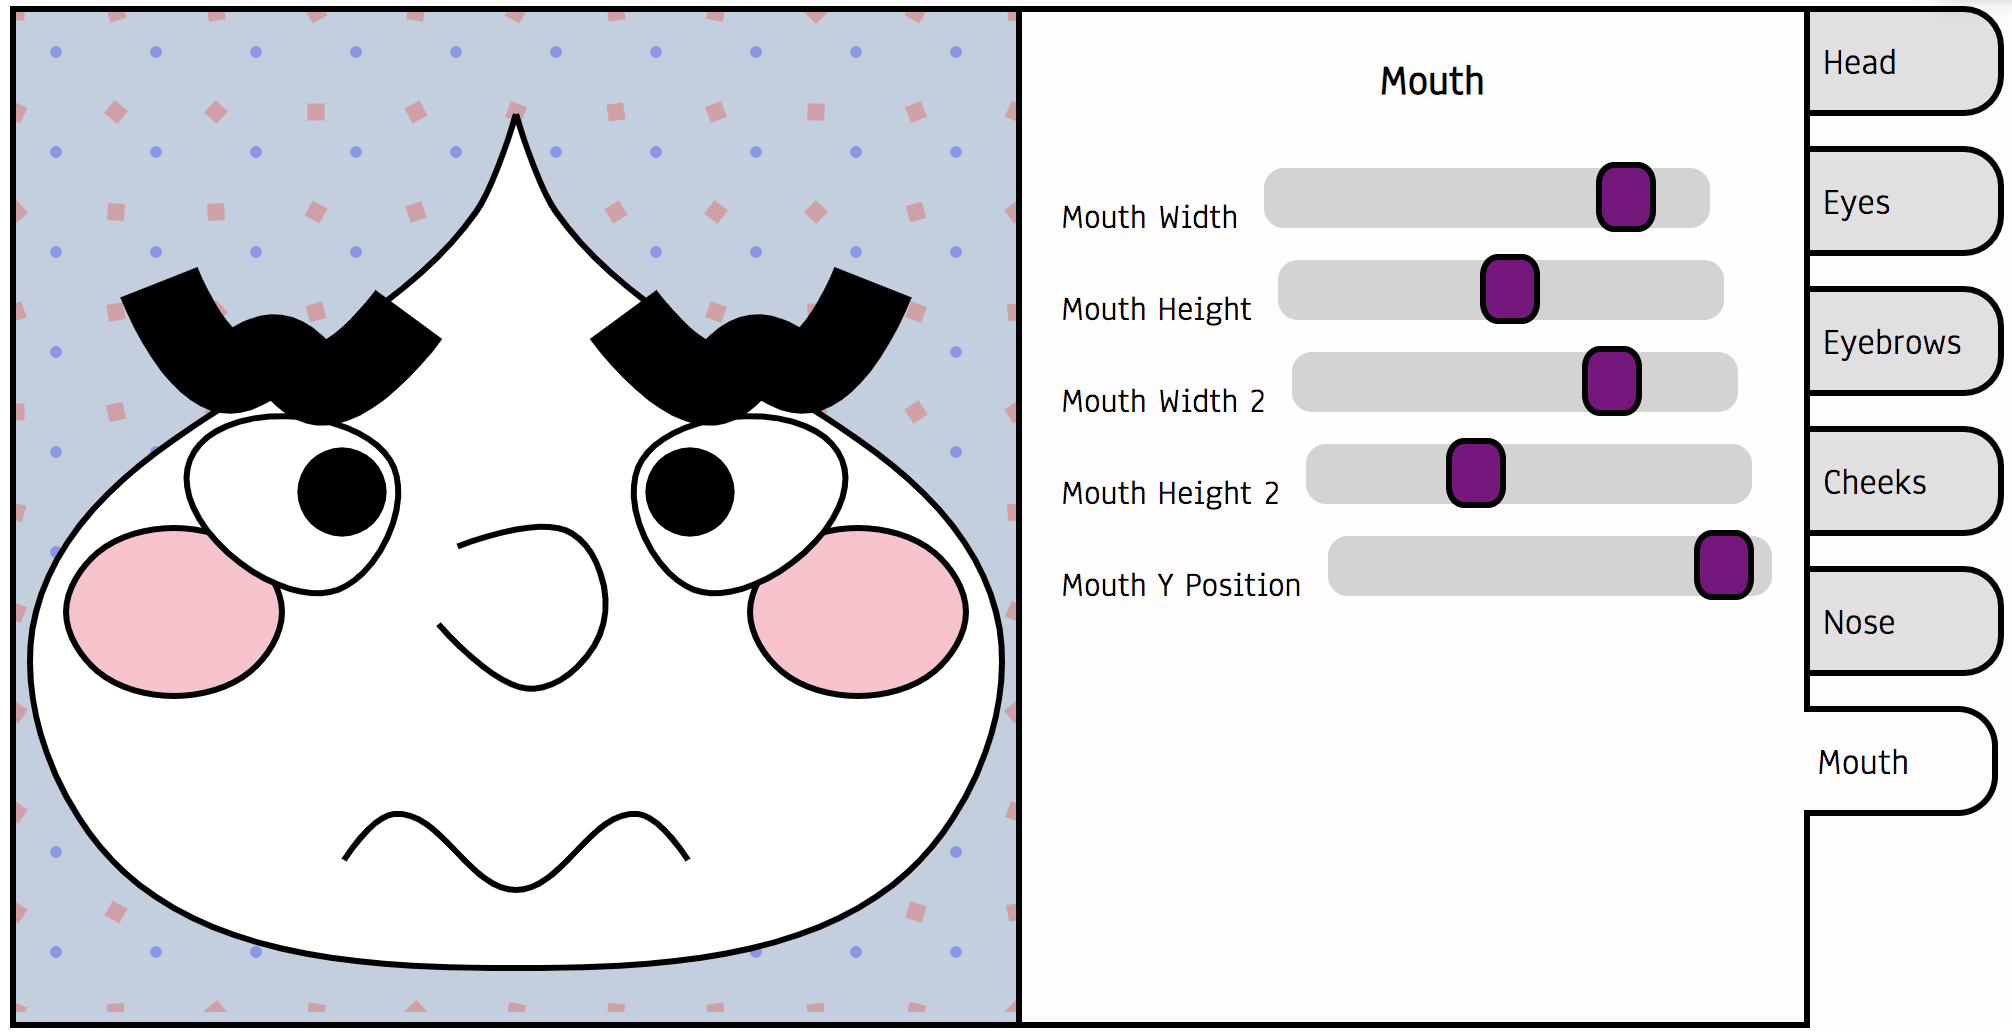 Mouth
Mouth Width
Mouth Height
Mouth Width 2
Mouth Height 2
Mouth Y Position
Head
Eyes
Eyebrows
Cheeks
Nose
Mouth